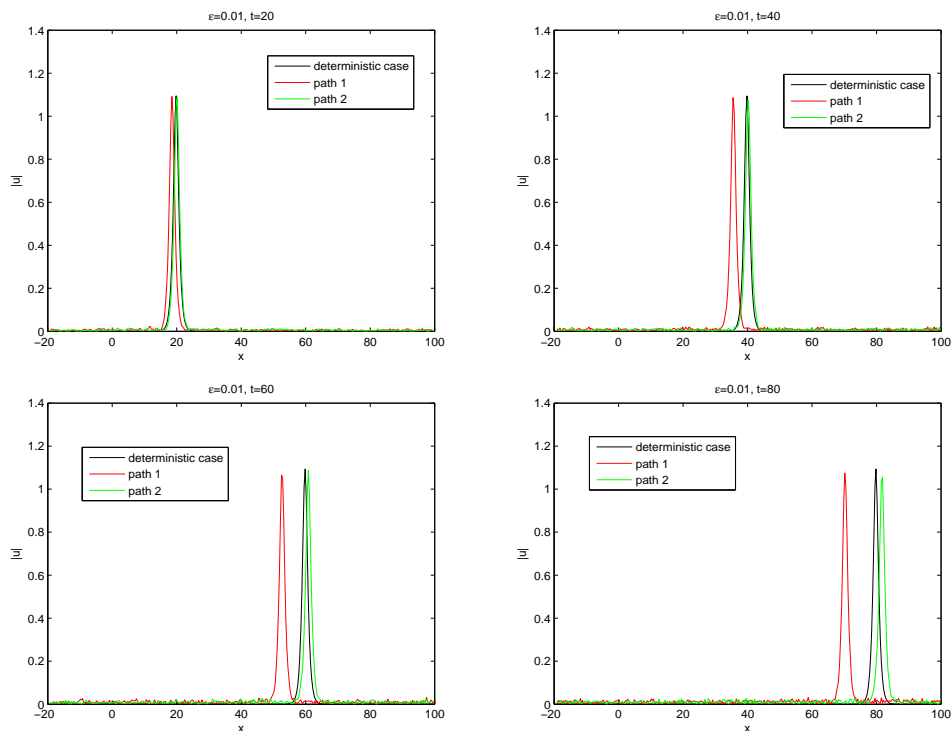 ε=0.01, t=20
1.4
1.2
1
0.8
0.6
0.4
0.2
0
|u|
deterministic case
path 1
path 2
−20 0 20 40 60 80 100
x
ε=0.01, t=40
1.4
1.2
1
0.8
0.6
0.4
0.2
0
|u|
deterministic case
path 1
path 2
−20 0 20 40 60 80 100
x
ε=0.01, t=60
1.4
1.2
1
0.8
0.6
0.4
0.2
0
|u|
deterministic case
path 1
path 2
−20 0 20 40 60 80 100
x
ε=0.01, t=80
1.4
1.2
1
0.8
0.6
0.4
0.2
0
|u|
deterministic case
path 1
path 2
−20 0 20 40 60 80 100
x